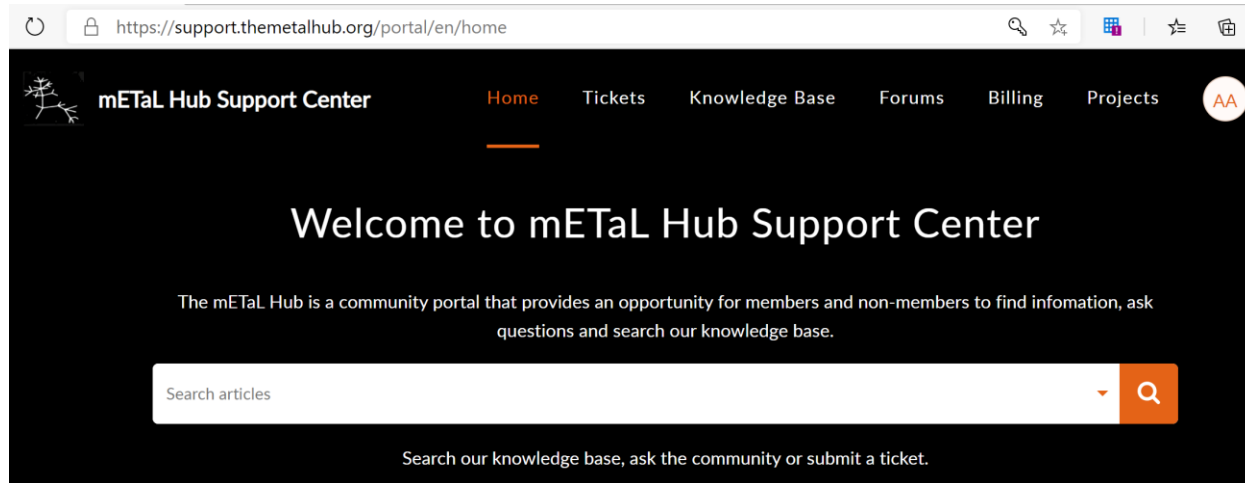 https://support.themetalhub.org/portal/en/home
mETaL Hub Support Center
Home
Tickets
Knowledge Base
Forums
Billing
Projects
AA
Welcome to mETaL Hub Support Center
The mETaL Hub is a community portal that provides an opportunity for members and non-members to find infomation, ask
questions and search our knowledge base.
Search articles
Search our knowledge base, ask the community or submit a ticket.